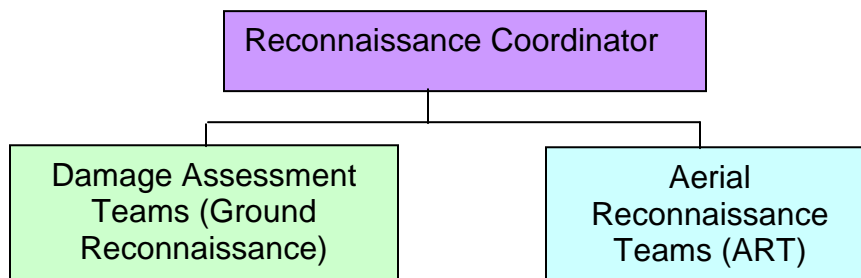 Reconnaissance Coordinator
Damage Assessment
Teams (Ground
Reconnaissance)
Aerial
Reconnaissance
Teams (ART)